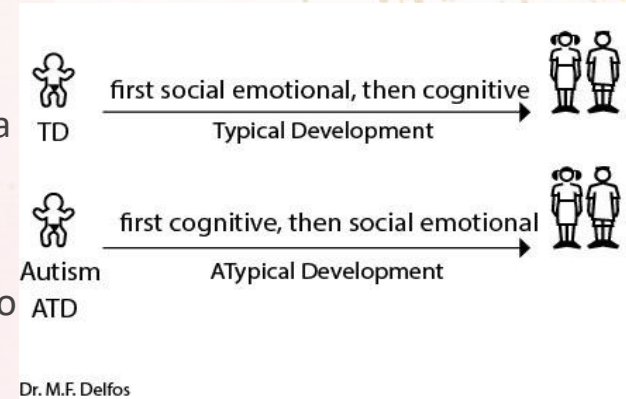 first social emotional, then cognitive
a
TD
Typical Development
first cognitive, then social emotional
Autism
ATypical Development
o
ATD
Dr. M.F. Delfos